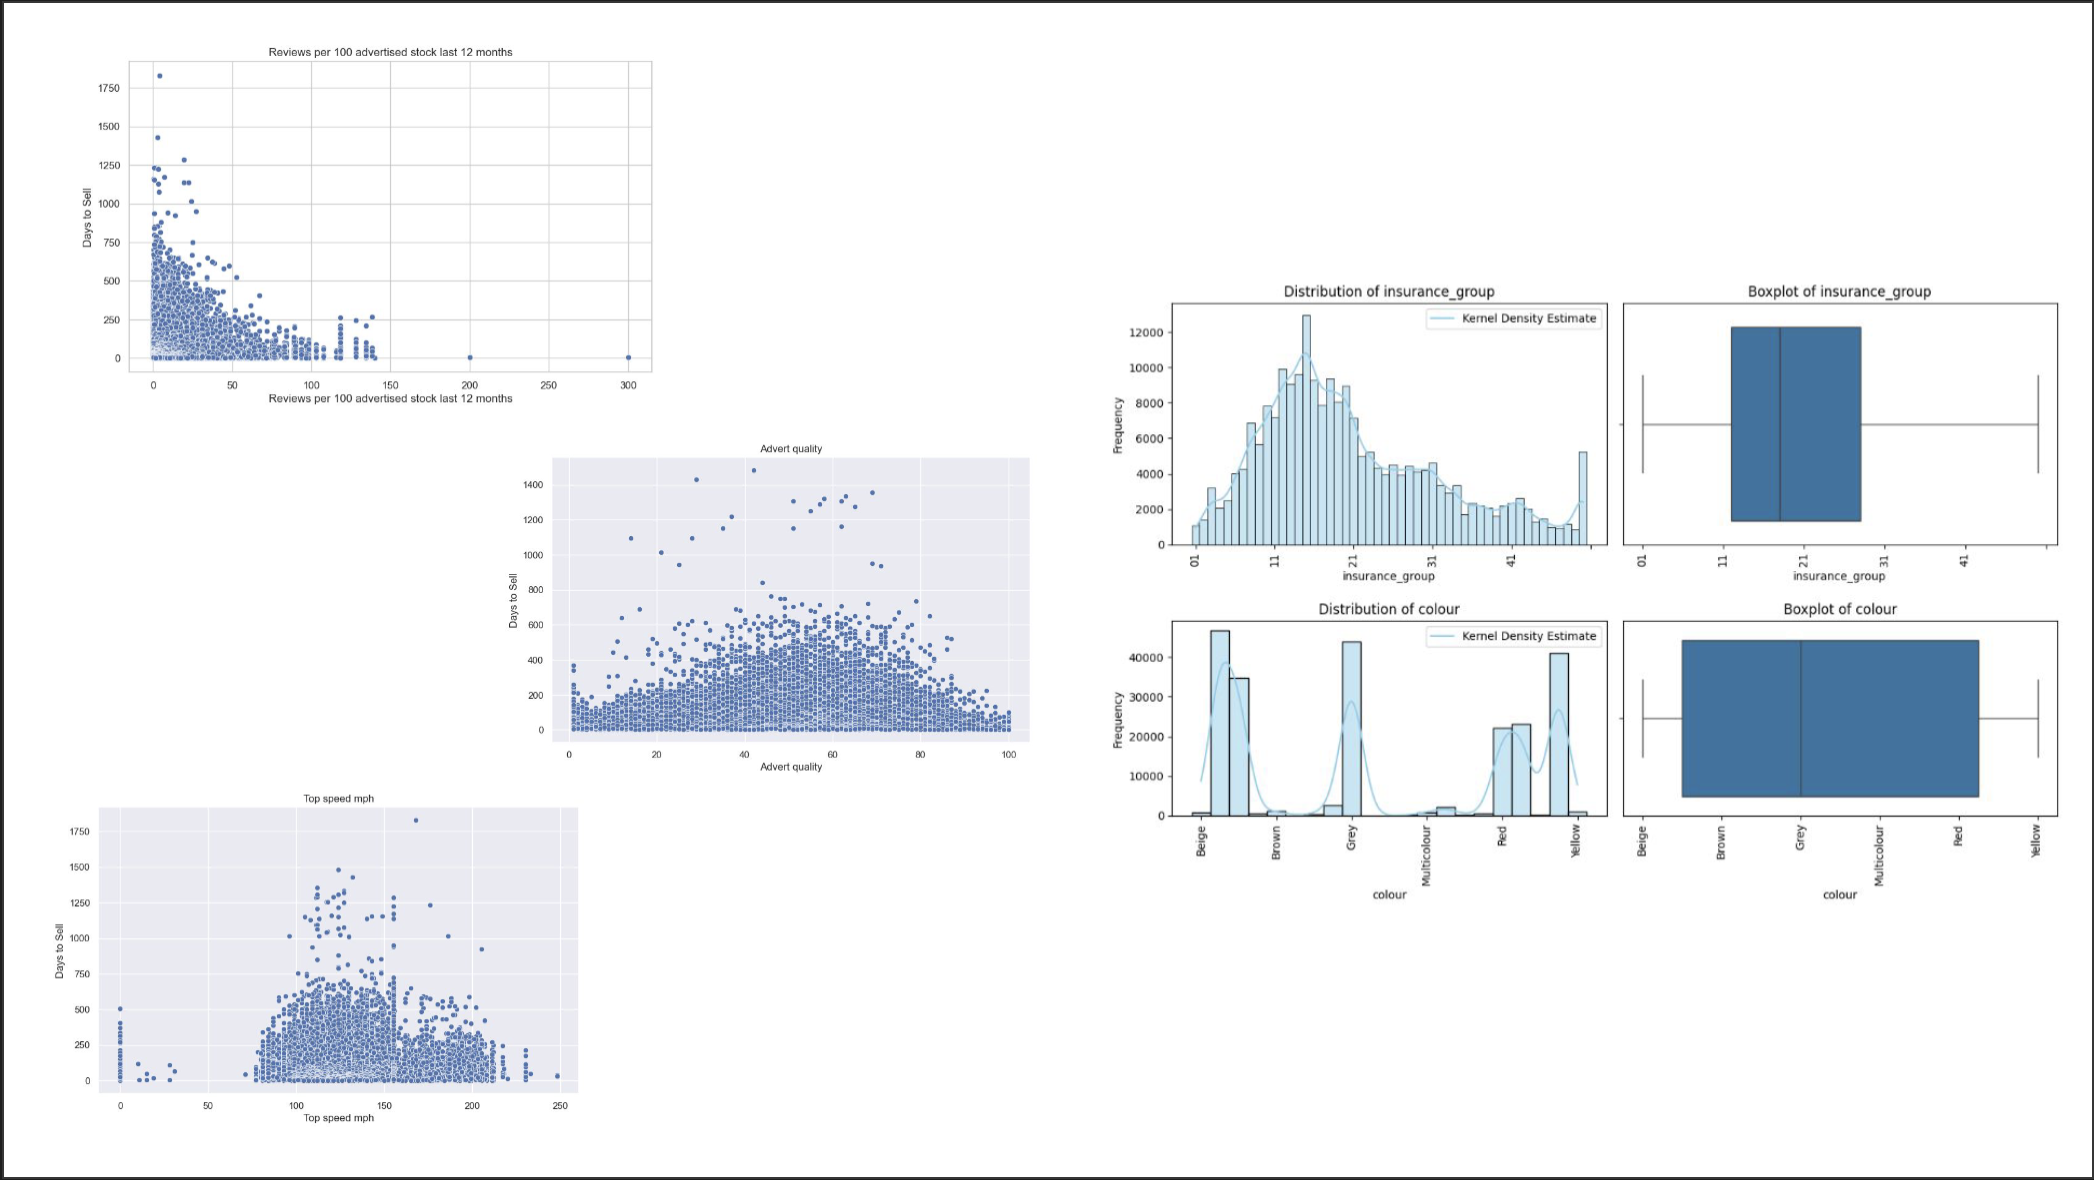 Reviews per 100 advertised stock last 12 months
1750
1500
1250
1000
750
500
250
0
Days to Sell
0 50 100 150 200 250 300
Reviews per 100 advertised stock last 12 months
Advert quality
1400
1200
1000
800
600
400
200
0
Days to Sell
0 20 40 60 80 100
Advert quality
Top speed mph
1750
1500
1250
1000
750
500
250
0
Days to Sell
0 50 100 150 200 250
Top speed mph
Distribution of insurance_group
Kernel Density Estimate
12000
10000
8000
6000
4000
2000
0
Frequency
01 11 21 31 41
insurance_group
Boxplot of insurance_group
01 11 21 31 41
insurance_group
Distribution of colour
Kernel Density Estimate
40000
30000
20000
10000
0
Frequency
Beige Brown Grey Multicolour Red Yellow
colour
Boxplot of colour
Beige Brown Grey Multicolour Red Yellow
colour